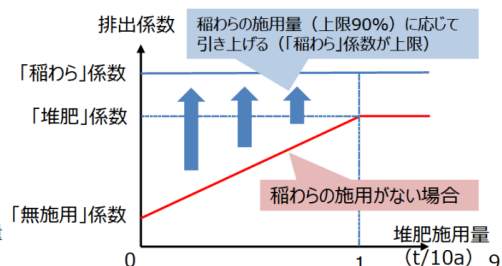 排出係数
稲わらの施用量（上限90%）に応じて
引き上げる（「稲わら」係数が上限）
「稲わら」係数
「堆肥」係数
稲わらの施用がない場合
「無施用」係数
量
0
1
堆肥施用量
（t/10a）
9